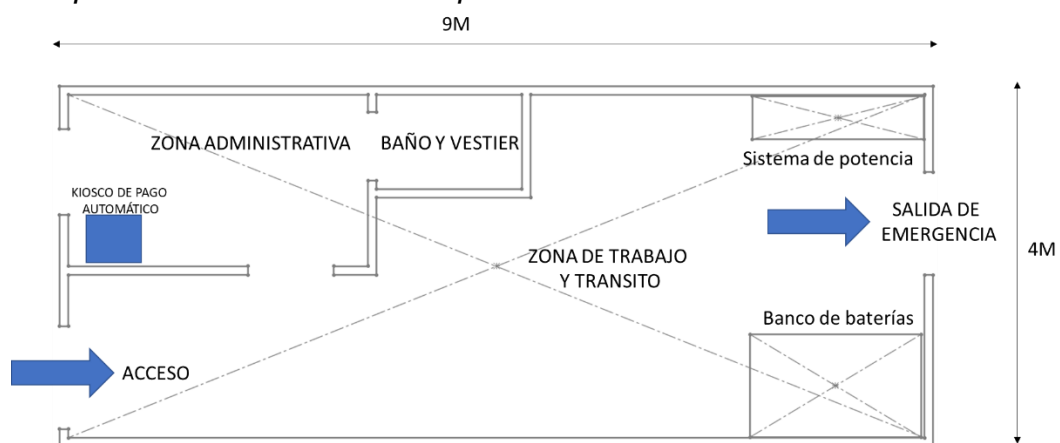 9M
ZONA ADMINISTRATIVA
BAÑO Y VESTIER
Sistema de potencia
KIOSCO DE PAGO
AUTOMÁTICO
SALIDA DE
EMERGENCIA
4M
ZONA DE TRABAJO
Y TRANSITO
Banco de baterías
ACCESO